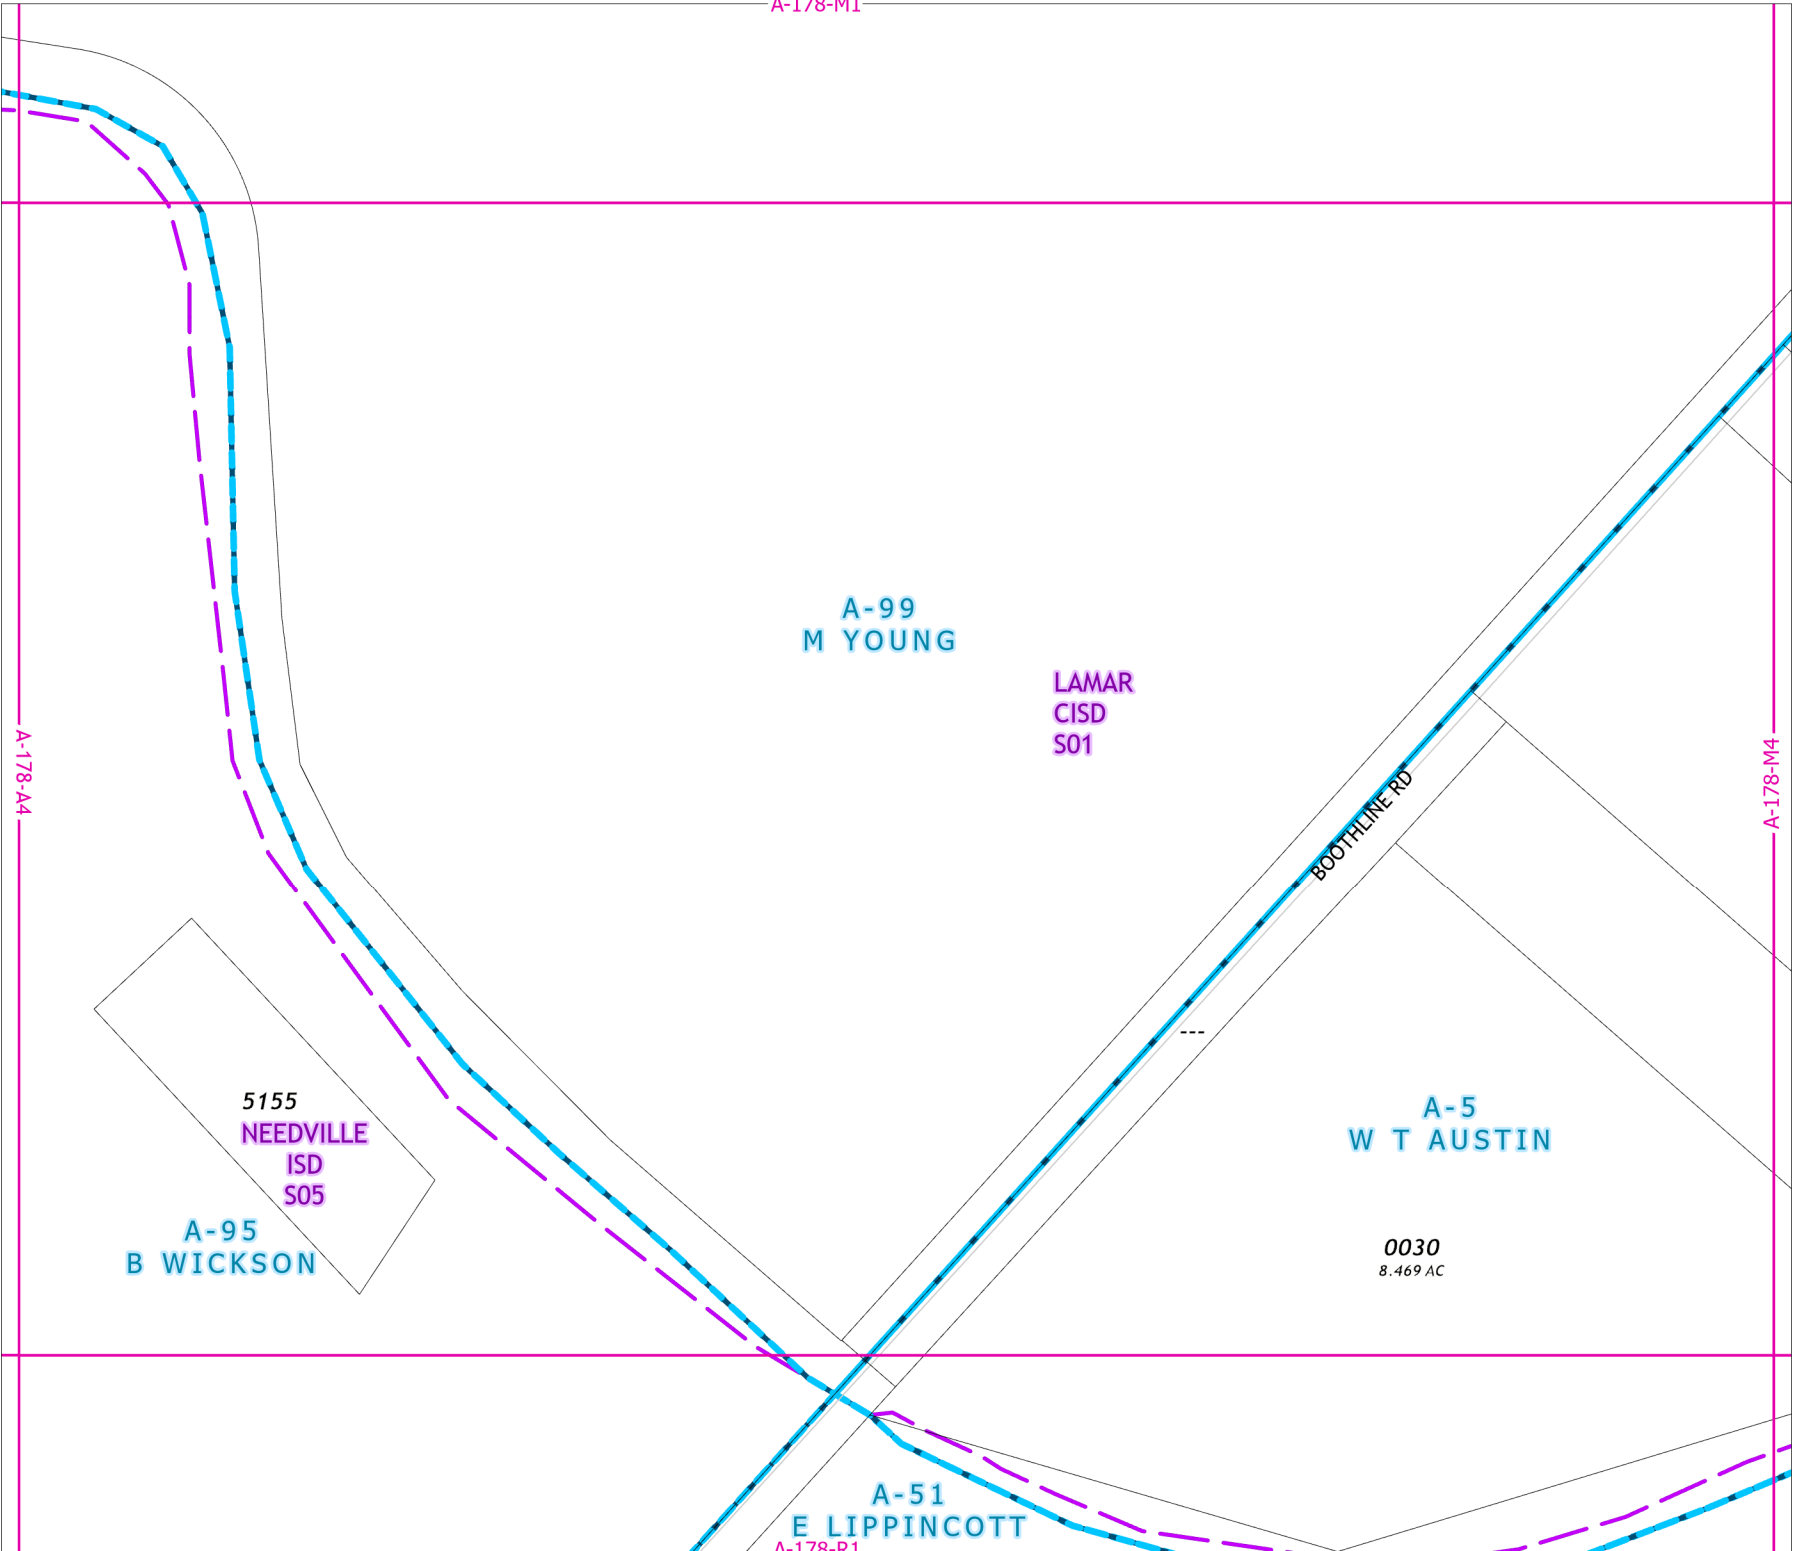 A-178-M1
A-99
M YOUNG
LAMAR
CISD
S01
A-178-A4
A-178-M4
BOOTHLINE RD
---
5155
NEEDVILLE
ISD
S05
A-95
B WICKSON
A-5
W T AUSTIN
0030
8.469 AC
A-51
E LIPPINCOTT
A-178-R1